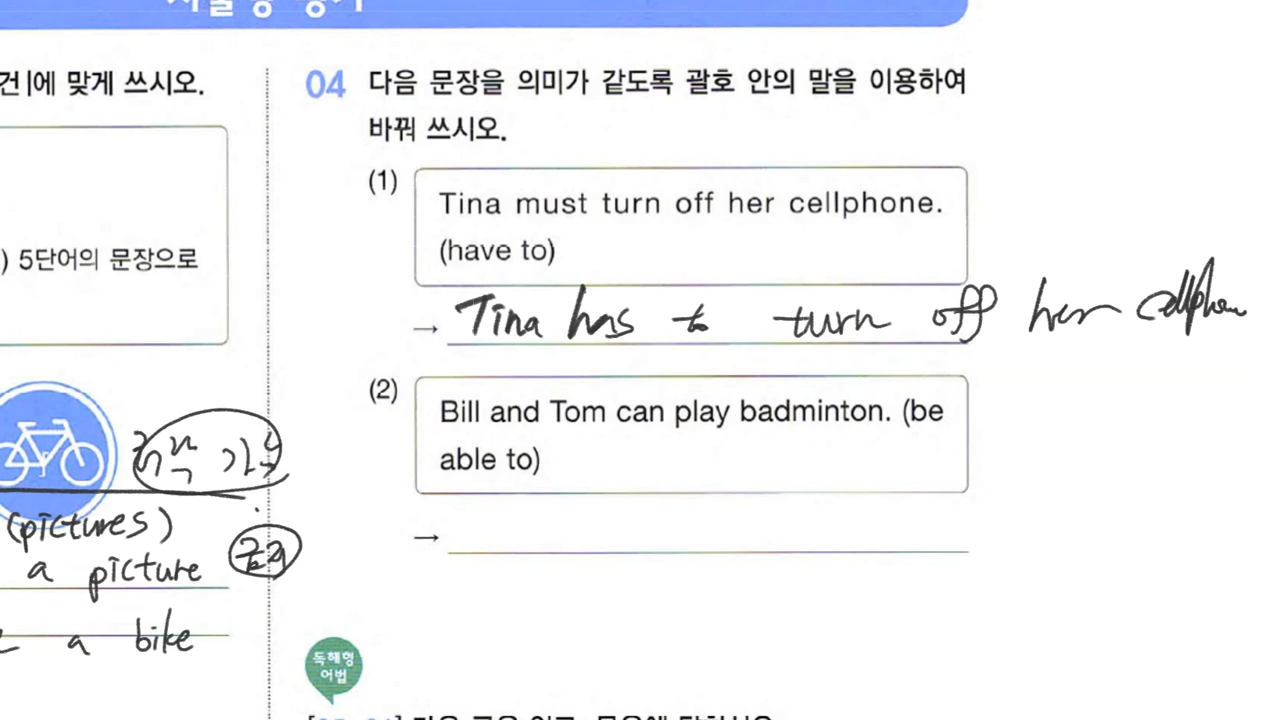 건]에 맞게 쓰시오.
) 5단어의 문장으로
(pictures)
a picture
a bike
04 다음 문장을 의미가 같도록 괄호 안의 말을 이용하여
바꿔 쓰시오.
(1)
Tina must turn off her cellphone.
(have to)
→ Tina has to turn off her cellphone
(2)
Bill and Tom can play badminton. (be
able to)
→
독해형
어법